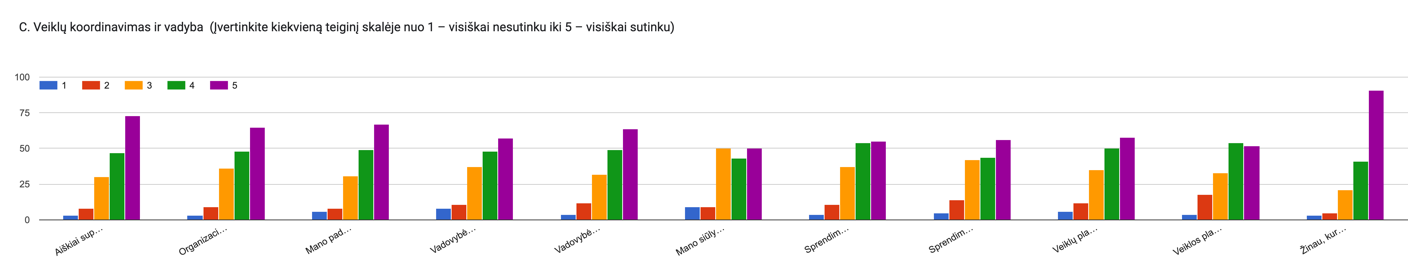 C. Veiklų koordinavimas ir vadyba (Įvertinkite kiekvieną teiginį skalėje nuo 1 – visiškai nesutinku iki 5 – visiškai sutinku)
100
1 2 3 4 5
75
50
25
0
Aiškiai sup… Organizaci… Mano pad… Vadovybė… Vadovybė… Mano siūly… Sprendim… Sprendim… Veiklų pla… Veiklos pla… Žinau, kur…